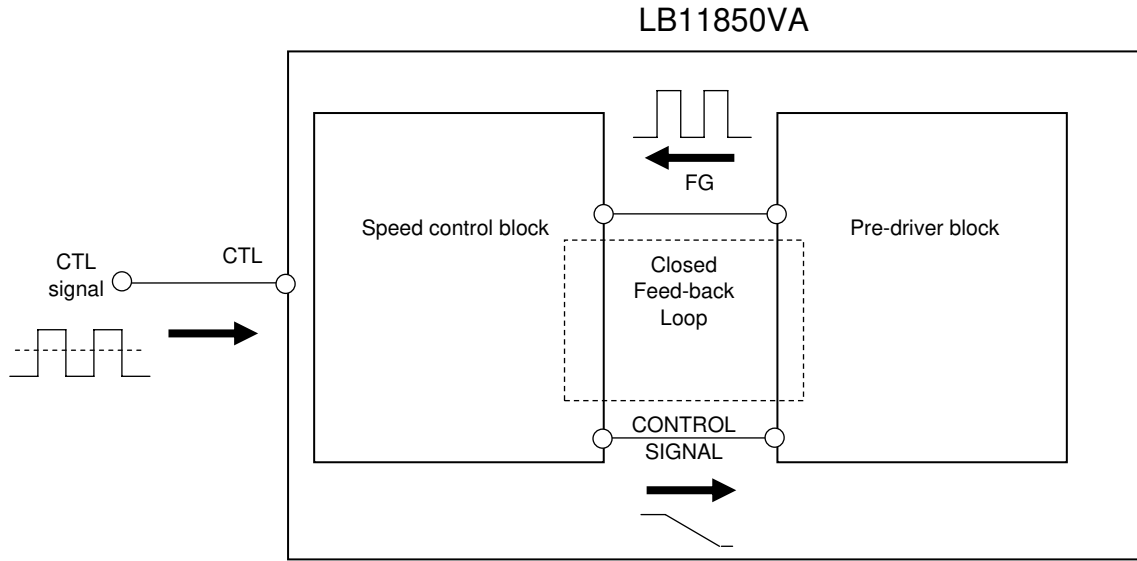 LB11850VA
FG
Speed control block
Pre-driver block
CTL
signal
CTL
Closed
Feed-back
Loop
CONTROL
SIGNAL